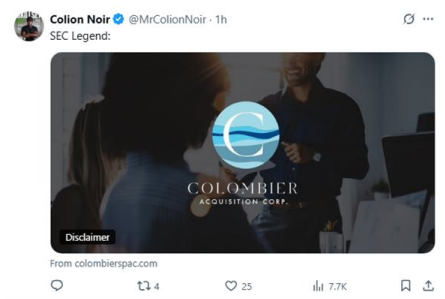 Colion Noir @MrColionNoir · 1h
SEC Legend:
C
COLOMBIER
ACQUISITION CORP.
Disclaimer
From colombierspac.com
4 25 7.7K